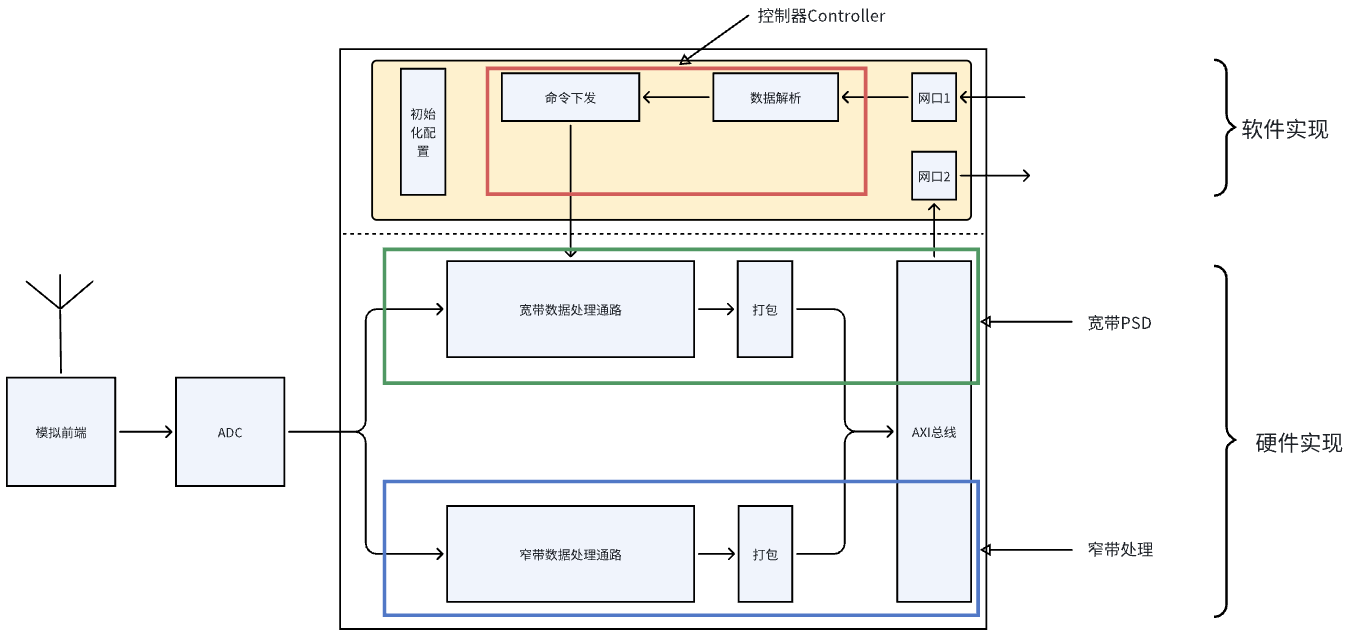 控制器Controller
命令下发
数据解析
网口1
初始
化配
置
软件实现
网口2
宽带数据处理通路
打包
宽带PSD
模拟前端
ADC
AXI总线
硬件实现
窄带数据处理通路
打包
窄带处理